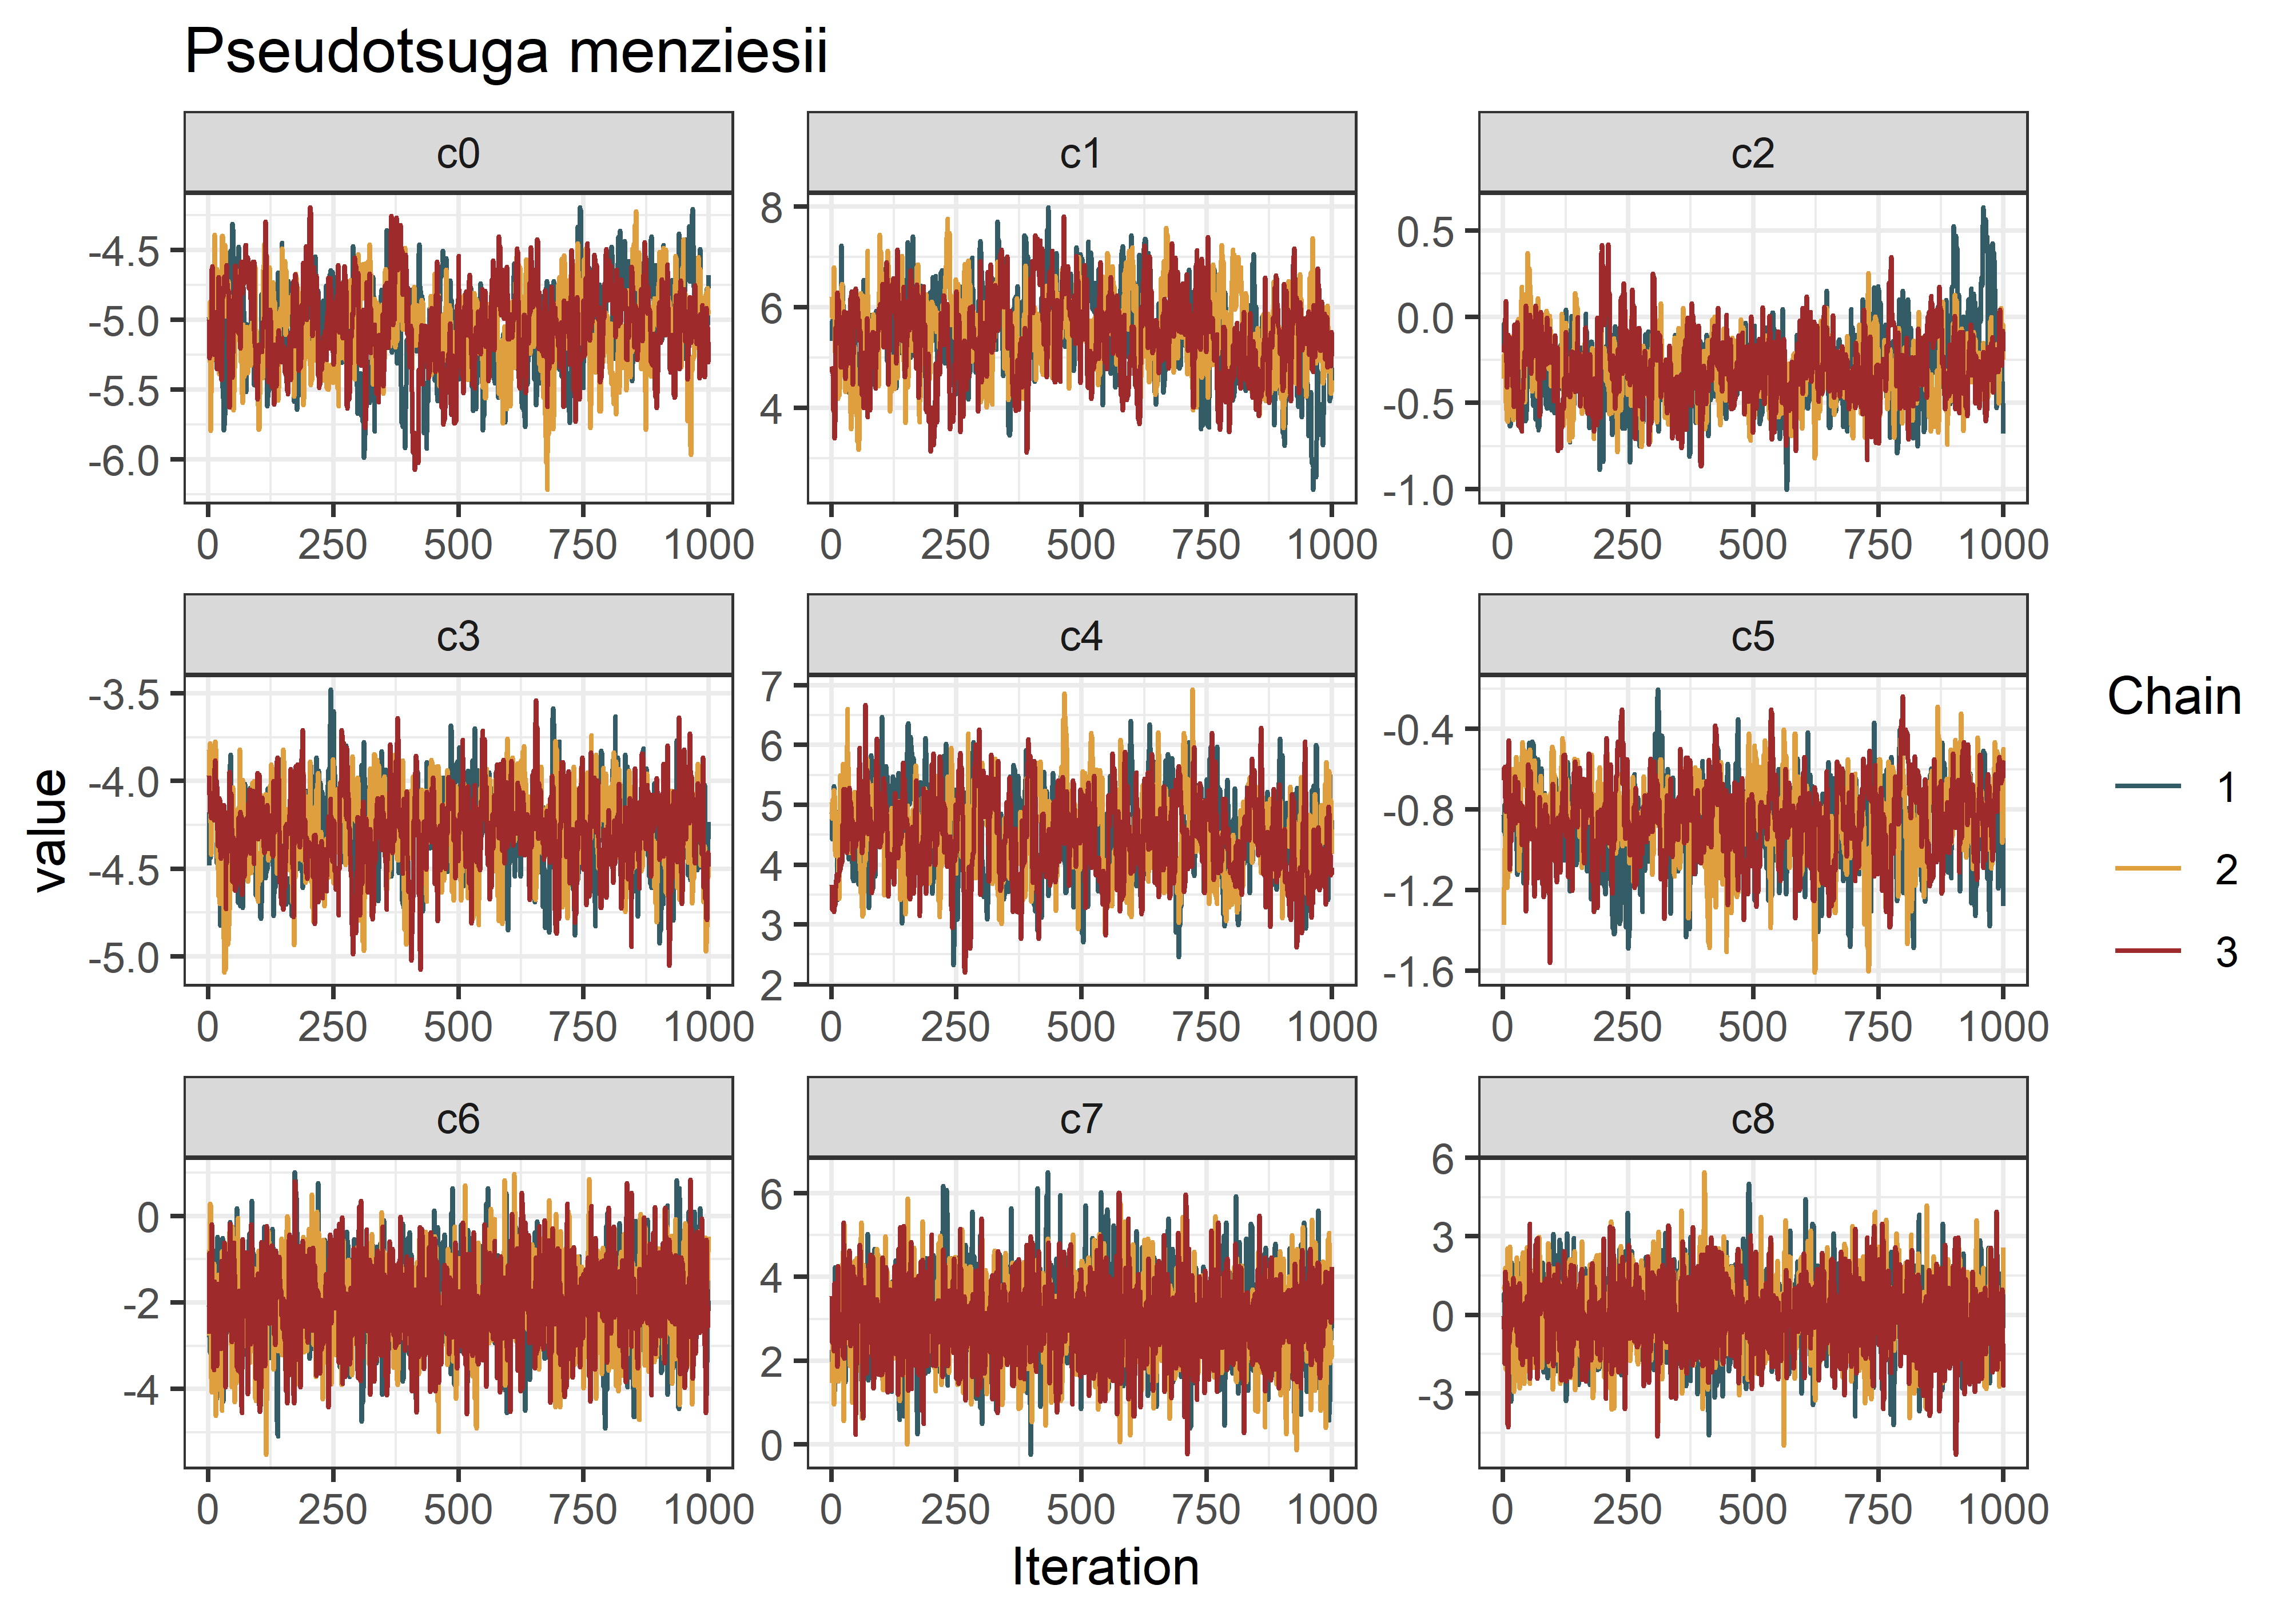 Pseudotsuga menziesii
c0 c1 c2
-4.5 -5.0 -5.5 -6.0
8 6 4
0.5 0.0 -0.5 -1.0
0 250 500 750 1000 0 250 500 750 1000 0 250 500 750 1000
c3 c4 c5
-3.5 -4.0 -4.5 -5.0
7 6 5 4 3 2
-0.4 -0.8 -1.2 -1.6
0 250 500 750 1000 0 250 500 750 1000 0 250 500 750 1000
c6 c7 c8
0 -2 -4
6 4 2 0
6 3 0 -3
0 250 500 750 1000 0 250 500 750 1000 0 250 500 750 1000
value
Iteration
Chain
1
2
3